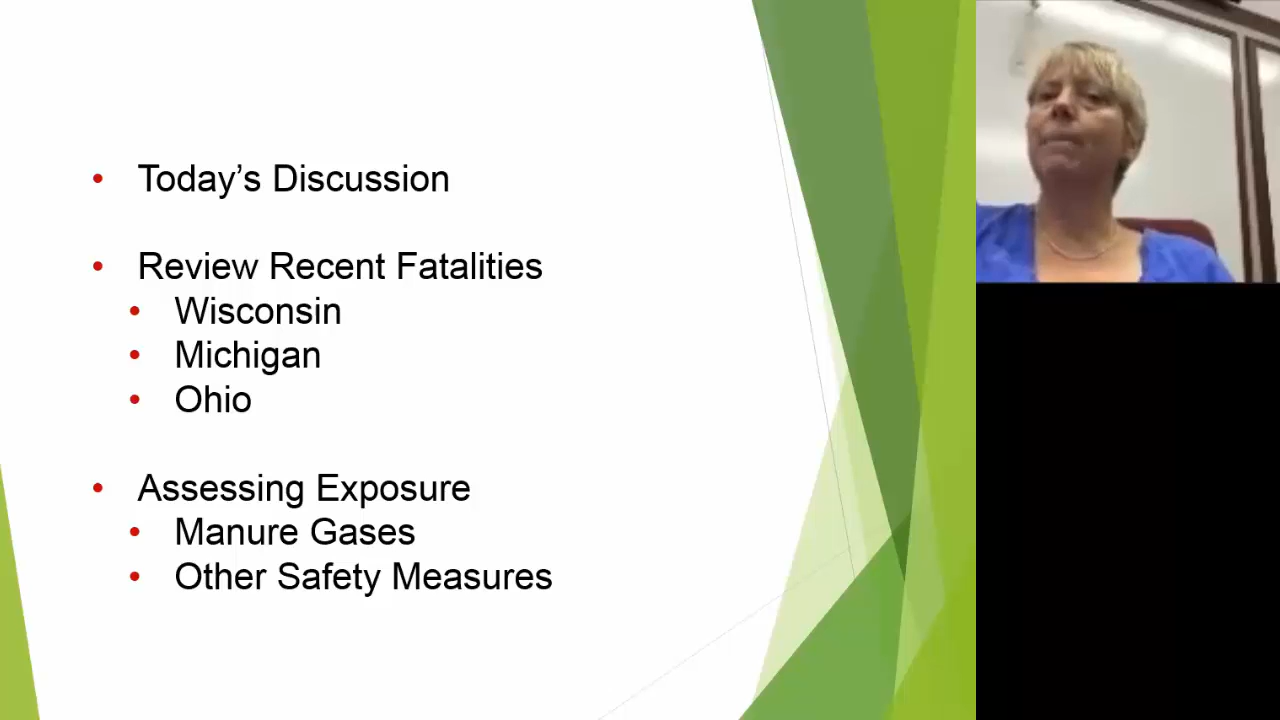 • Today’s Discussion
• Review Recent Fatalities
• Wisconsin
• Michigan
• Ohio
• Assessing Exposure
• Manure Gases
• Other Safety Measures